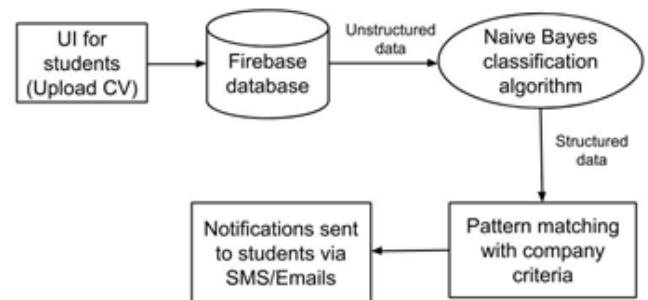 UI for
students
(Upload CV)
Firebase
database
Unstructured
data
Naive Bayes
classification
algorithm
Structured
data
Pattern matching
with company
criteria
Notifications sent
to students via
SMS/Emails